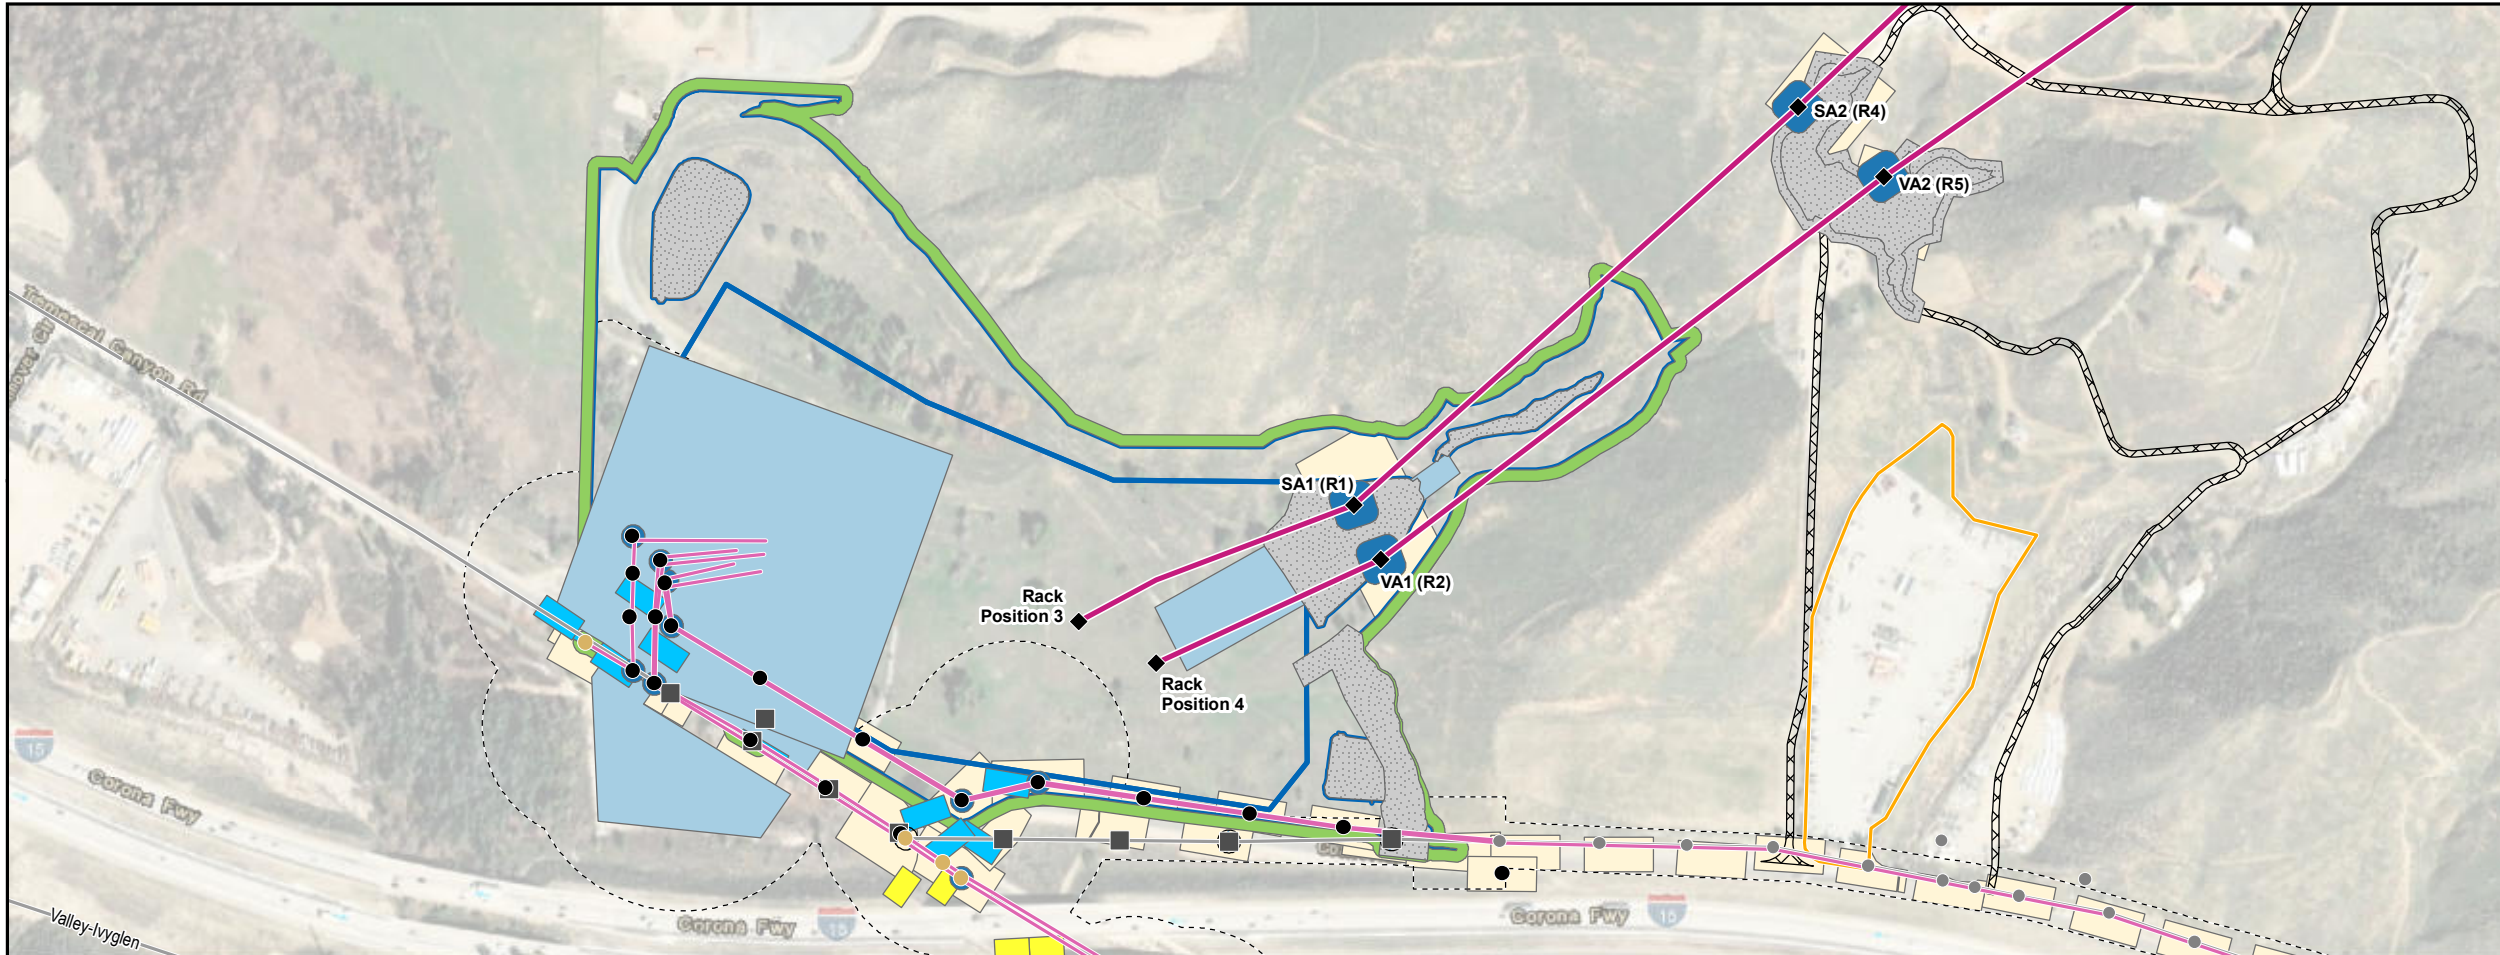 SA2 (R4)
VA2 (R5)
Temescal Canyon Rd
SA1 (R1)
VA1 (R2)
Rack
Position 3
Rack
Position 4
15
Corona Fwy
Valley-Ivyglen
Corona Fwy
15
Corona Fwy
15